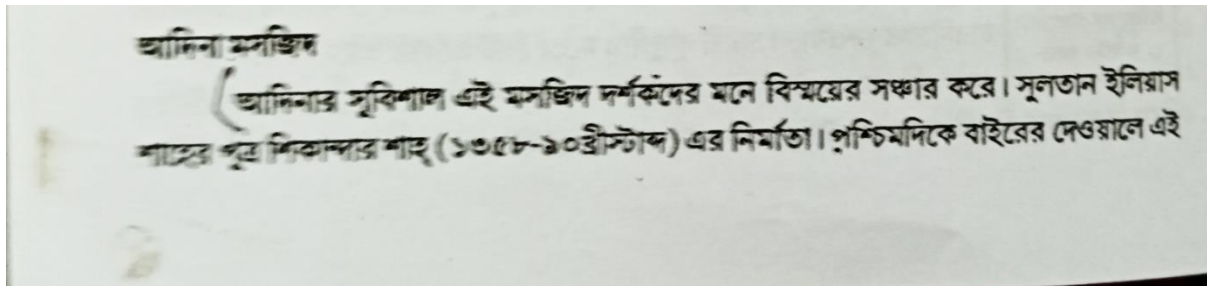 আদিনা মসজিদ
(আদিনার সুবিশাল এই মসজিদ দর্শকদের মনে বিস্ময়ের সঞ্চার করে। সুলতান ইলিয়াস
শাহের পুত্র সিকান্দার শাহ্ (১৩৫৮-৯০খ্রীস্টাব্দ) এর নির্মাতা। পশ্চিমদিকে বাইরের দেওয়ালে এই